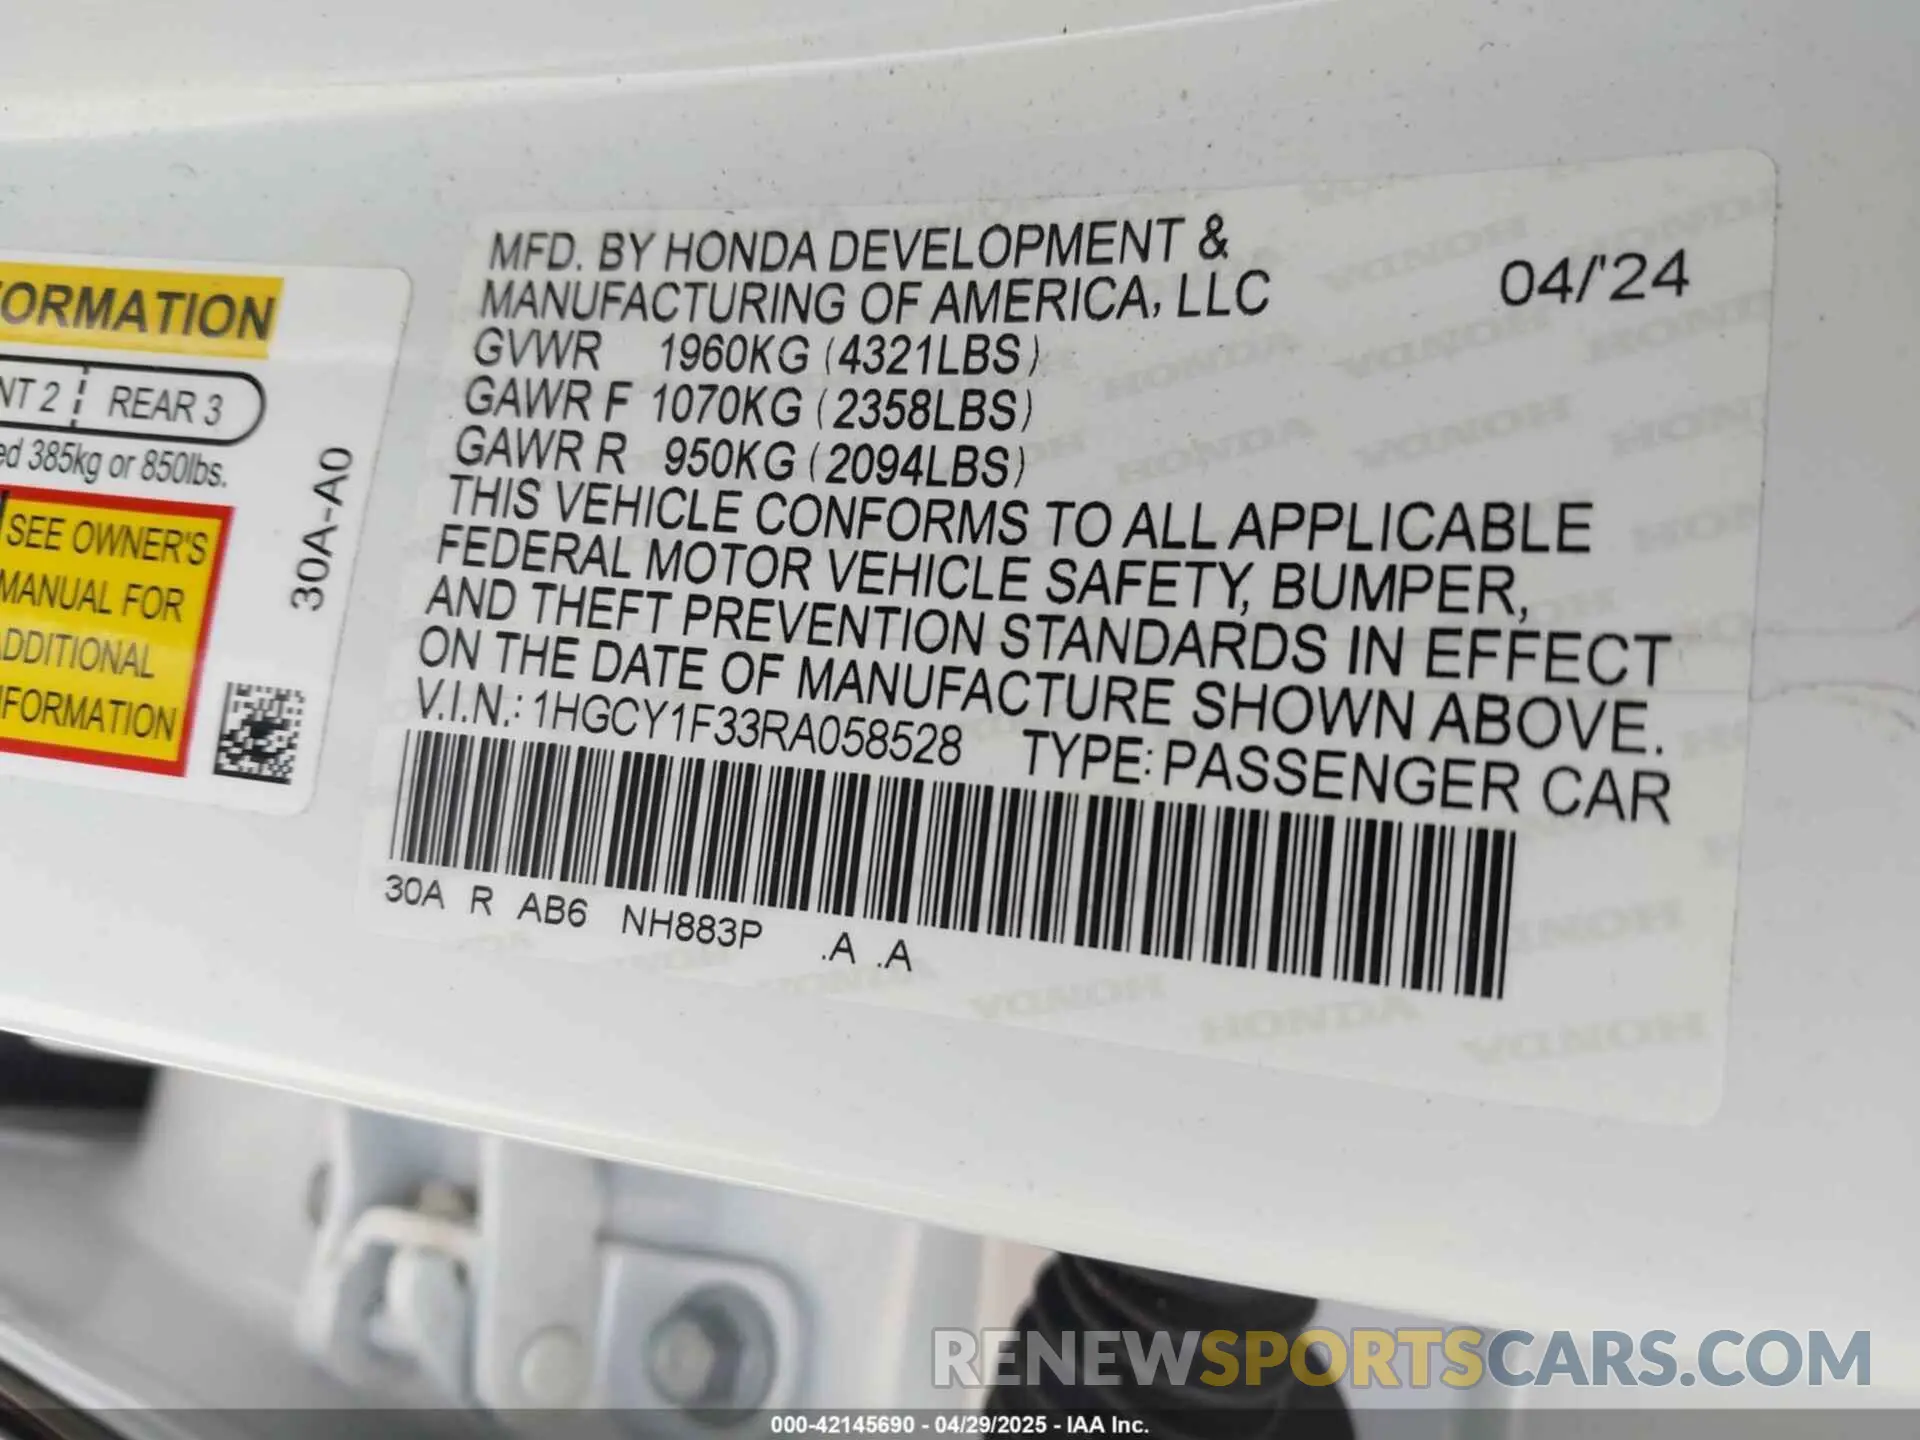 FORMATION
NT 2 REAR 3
ed 385kg or 850lbs.
SEE OWNER'S
MANUAL FOR
ADDITIONAL
INFORMATION
30A-A0
MFD. BY HONDA DEVELOPMENT &
MANUFACTURING OF AMERICA, LLC 04/'24
GVWR 1960KG (4321LBS)
GAWR F 1070KG (2358LBS)
GAWR R 950KG (2094LBS)
THIS VEHICLE CONFORMS TO ALL APPLICABLE
FEDERAL MOTOR VEHICLE SAFETY, BUMPER,
AND THEFT PREVENTION STANDARDS IN EFFECT
ON THE DATE OF MANUFACTURE SHOWN ABOVE.
V.I.N.: 1HGCY1F33RA058528 TYPE: PASSENGER CAR
30A R AB6 NH883P .A .A
RENEWSPORTSCARS.COM
000-42145690 - 04/29/2025 - IAA Inc.